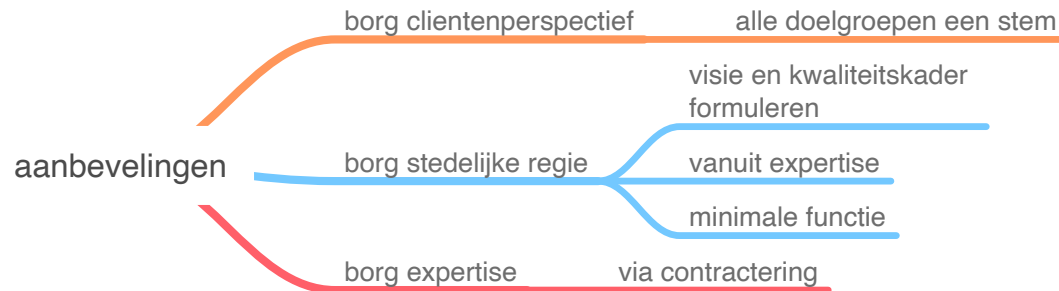 borg clientenperspectief
alle doelgroepen een stem
visie en kwaliteitskader
formuleren
aanbevelingen
borg stedelijke regie
vanuit expertise
minimale functie
borg expertise
via contractering